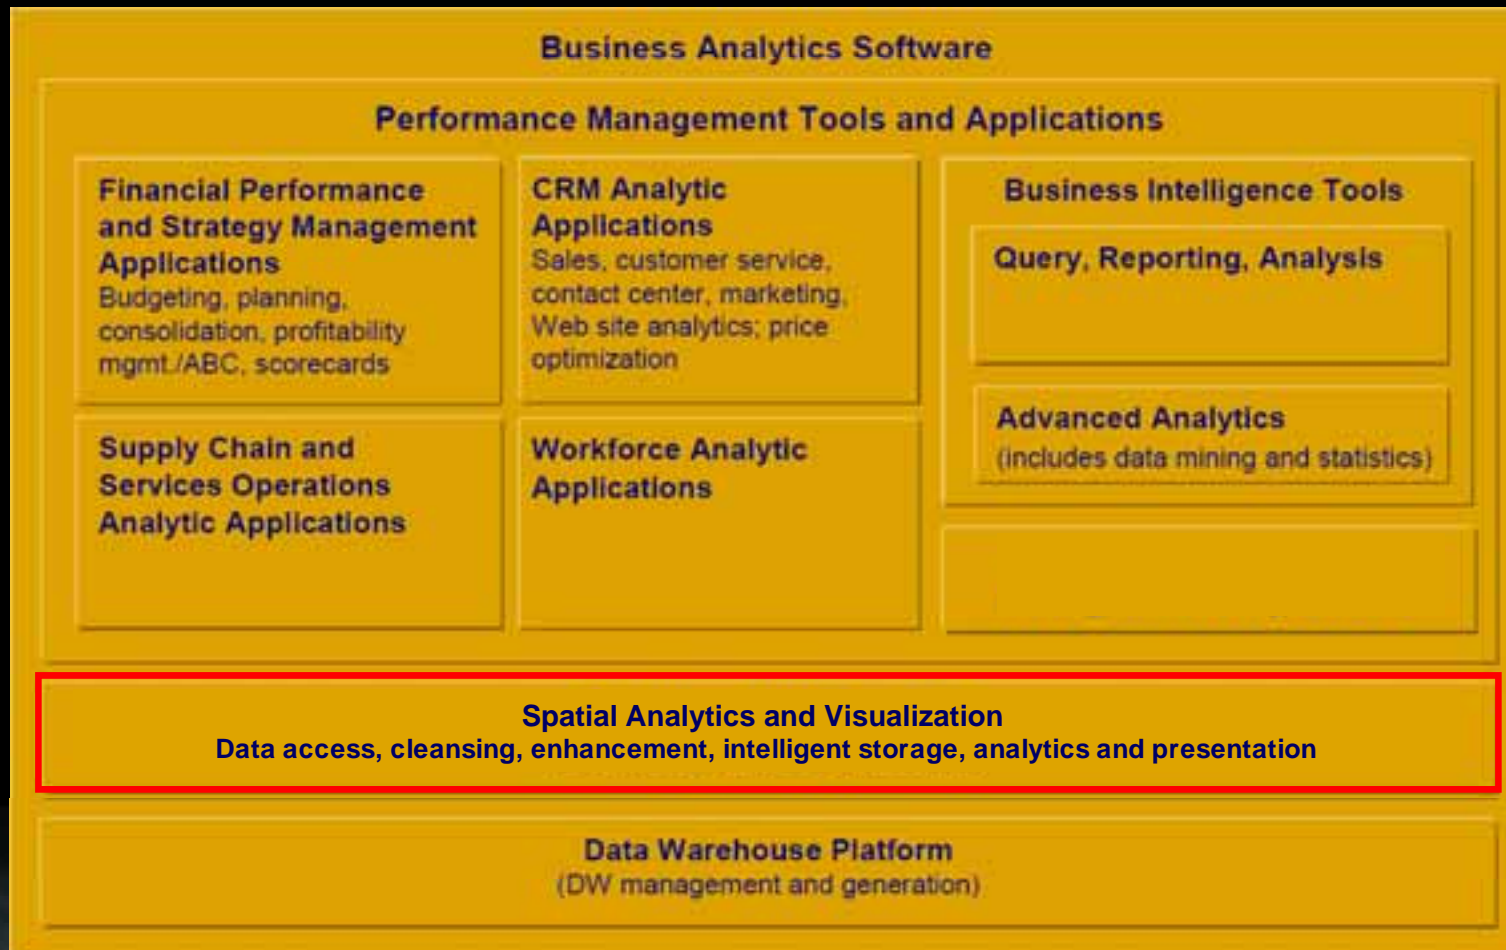 Business Analytics Software
Performance Management Tools and Applications
Financial Performance
and Strategy Management
Applications
Budgeting, planning,
consolidation, profitability
mgmt./ABC, scorecards
CRM Analytic
Applications
Sales, customer service,
contact center, marketing,
Web site analytics; price
optimization
Business Intelligence Tools
Query, Reporting, Analysis
Advanced Analytics
(includes data mining and statistics)
Supply Chain and
Services Operations
Analytic Applications
Workforce Analytic
Applications
Spatial Analytics and Visualization
Data access, cleansing, enhancement, intelligent storage, analytics and presentation
Data Warehouse Platform
(DW management and generation)